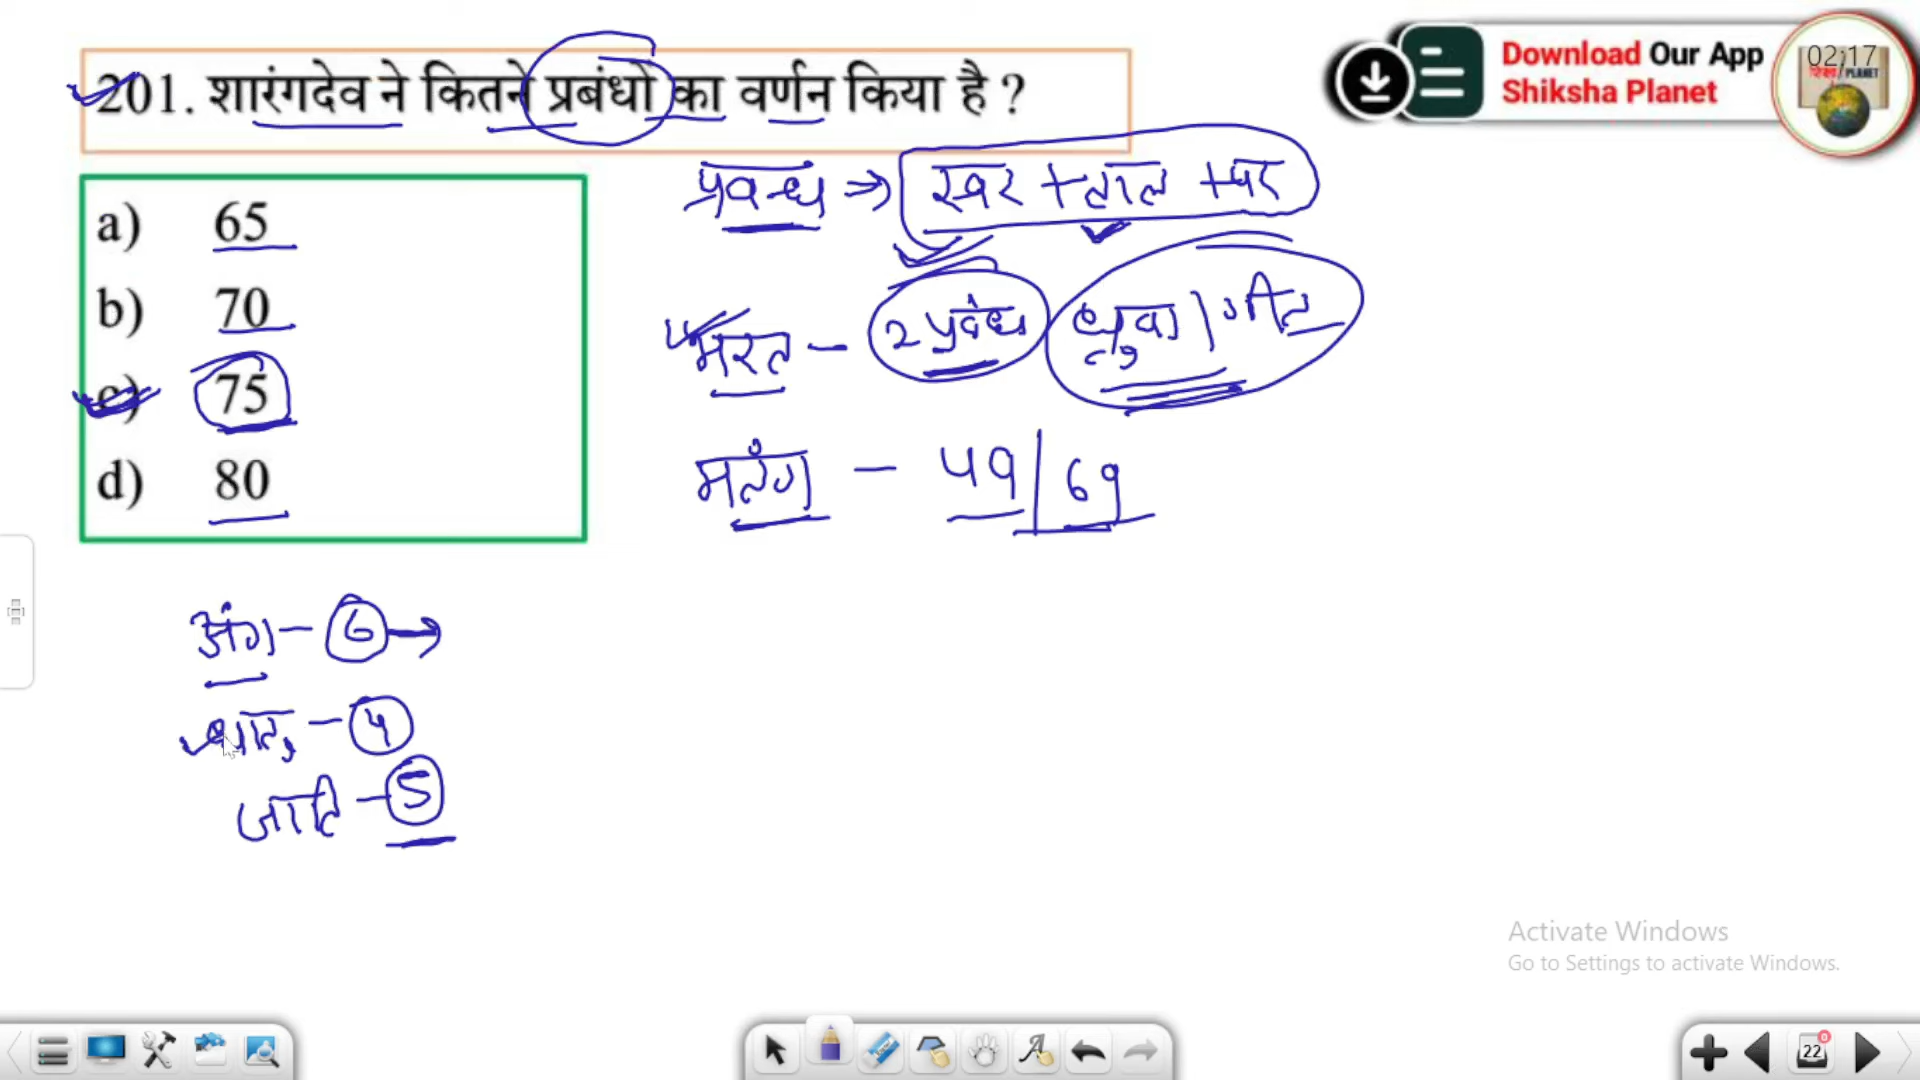 201. शारंगदेव ने कितने प्रबंधो का वर्णन किया है ?
a) 65
b) 70
c) 75
d) 80
प्रबन्ध ⇒ स्वर + ताल + पद
भरत - 2 प्रबंध ध्रुवा | गीत
मतंग - 49 | 69
अंग - 6 →
धातु - 4
जाति - 5
Download Our App
Shiksha Planet
02:17
Activate Windows
Go to Settings to activate Windows.
22